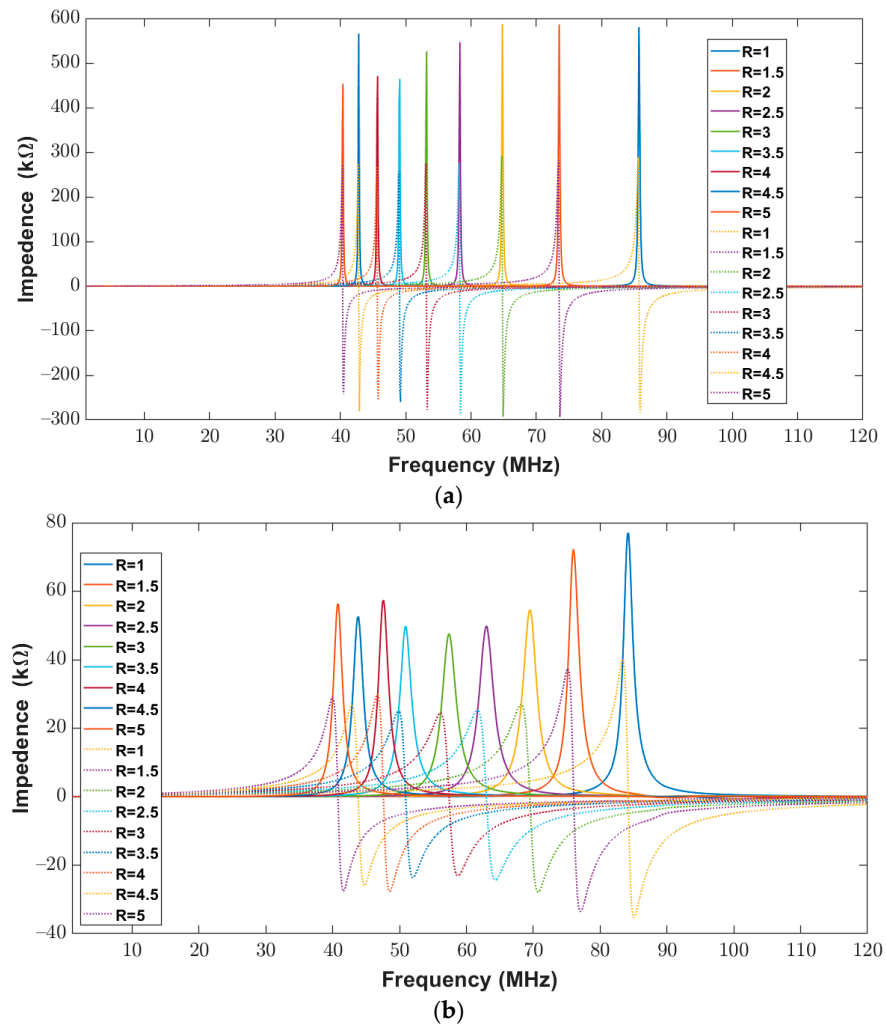 600
500
400
300
200
100
0
−100
−200
−300
Impedence (kΩ)
R=1
R=1.5
R=2
R=2.5
R=3
R=3.5
R=4
R=4.5
R=5
R=1
R=1.5
R=2
R=2.5
R=3
R=3.5
R=4
R=4.5
R=5
10 20 30 40 50 60 70 80 90 100 110 120
Frequency (MHz)
(a)
80
60
40
20
0
−20
−40
Impedence (kΩ)
R=1
R=1.5
R=2
R=2.5
R=3
R=3.5
R=4
R=4.5
R=5
R=1
R=1.5
R=2
R=2.5
R=3
R=3.5
R=4
R=4.5
R=5
10 20 30 40 50 60 70 80 90 100 110 120
Frequency (MHz)
(b)